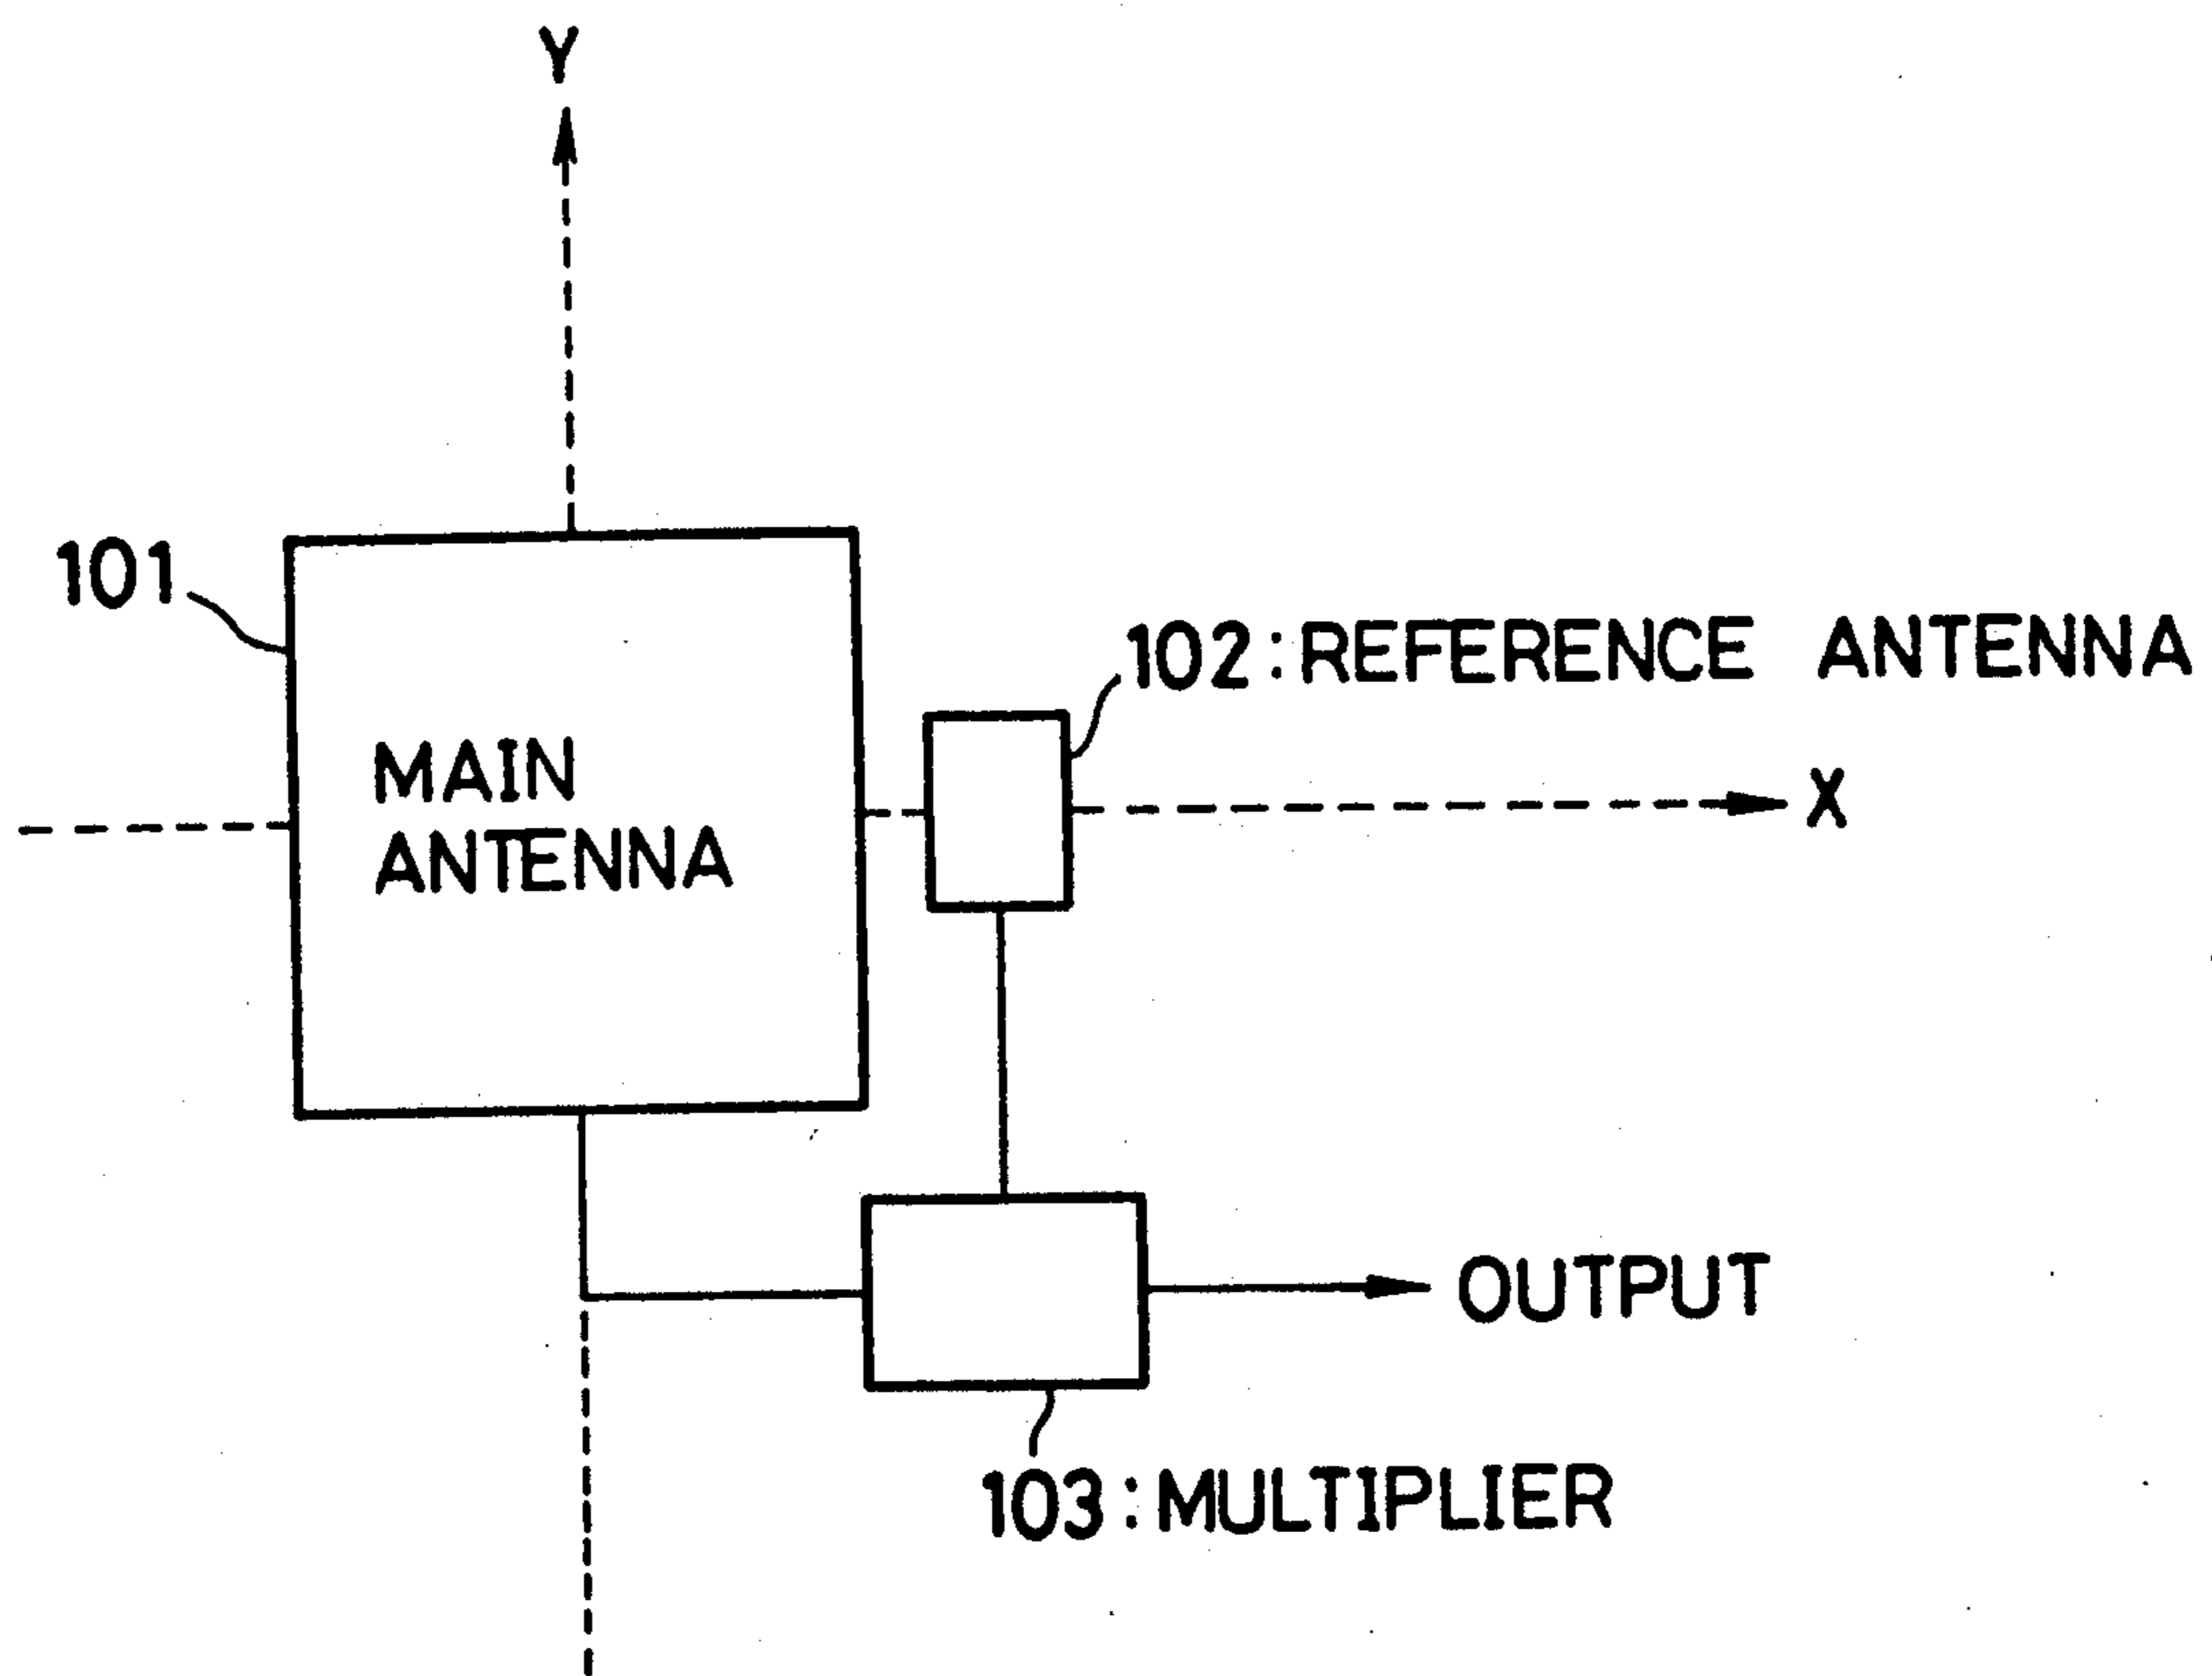 Y
101
102:REFERENCE ANTENNA
MAIN
ANTENNA
X
OUTPUT
103:MULTIPLIER